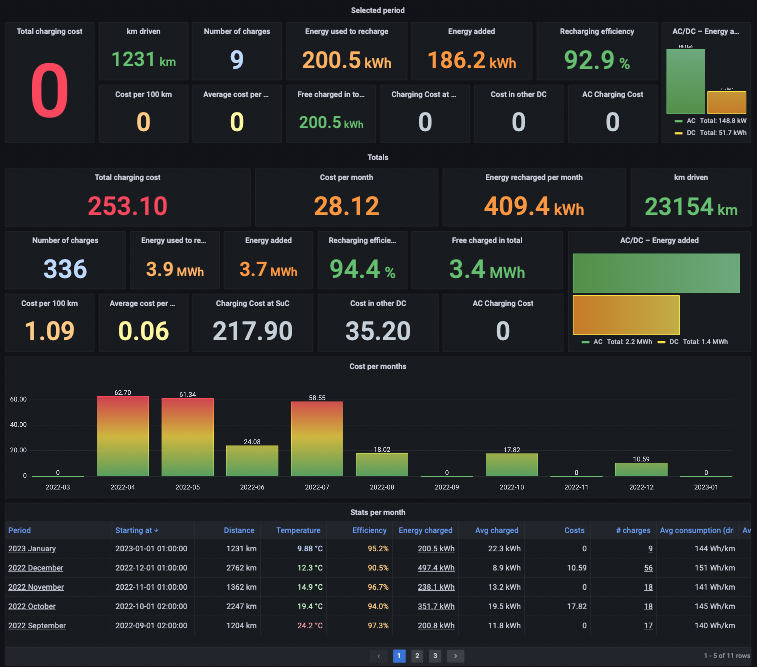 Selected period
Total charging cost
0
km driven
1231 km
Number of charges
9
Energy used to recharge
200.5 kWh
Energy added
186.2 kWh
Recharging efficiency
92.9 %
AC/DC – Energy a...
AC Total: 148.8 kW
DC Total: 51.7 kWh
Cost per 100 km
0
Average cost per ...
0
Free charged in to...
200.5 kWh
Charging Cost at ...
0
Cost in other DC
0
AC Charging Cost
0
Totals
Total charging cost
253.10
Cost per month
28.12
Energy recharged per month
409.4 kWh
km driven
23154 km
Number of charges
336
Energy used to re...
3.9 MWh
Energy added
3.7 MWh
Recharging efficie...
94.4 %
Free charged in total
3.4 MWh
AC/DC – Energy added
AC Total: 2.2 MWh DC Total: 1.4 MWh
Cost per 100 km
1.09
Average cost per ...
0.06
Charging Cost at SuC
217.90
Cost in other DC
35.20
AC Charging Cost
0
Cost per months
60.00
40.00
20.00
0
0 62.70 61.34 24.08 58.55 18.02 0 17.82 0 10.59 0
2022-03 2022-04 2022-05 2022-06 2022-07 2022-08 2022-09 2022-10 2022-11 2022-12 2023-01
Stats per month
Period Starting at Distance Temperature Efficiency Energy charged Avg charged Costs # charges Avg consumption (dr Av
2023 January 2023-01-01 01:00:00 1231 km 9.88 °C 95.2% 200.5 kWh 22.3 kWh 0 9 144 Wh/km
2022 December 2022-12-01 01:00:00 2762 km 12.3 °C 90.5% 497.4 kWh 8.9 kWh 10.59 56 151 Wh/km
2022 November 2022-11-01 01:00:00 1362 km 14.9 °C 96.7% 238.1 kWh 13.2 kWh 0 18 141 Wh/km
2022 October 2022-10-01 02:00:00 2247 km 19.4 °C 94.0% 351.7 kWh 19.5 kWh 17.82 18 145 Wh/km
2022 September 2022-09-01 02:00:00 1204 km 24.2 °C 97.3% 200.8 kWh 11.8 kWh 0 17 140 Wh/km
‹ 1 2 3 ›
1 - 5 of 11 rows